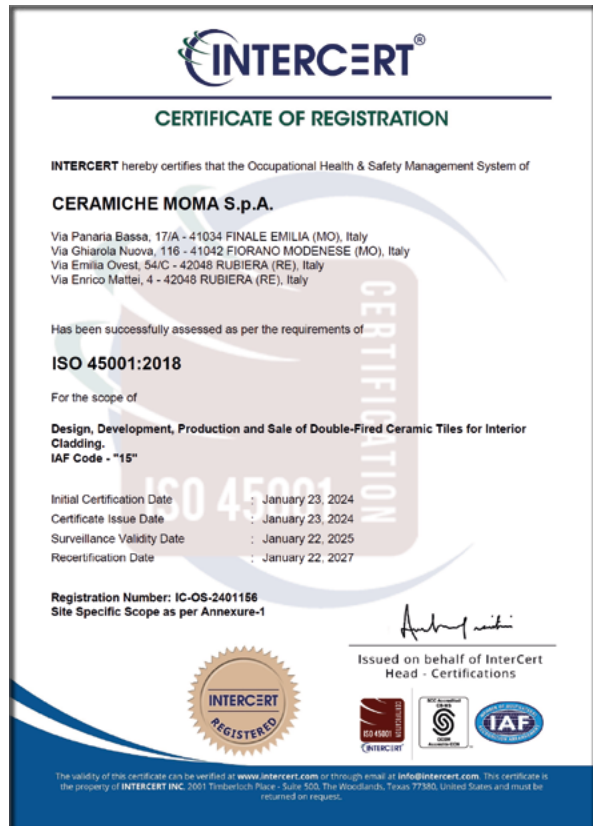 INTERCERT®
CERTIFICATE OF REGISTRATION
INTERCERT hereby certifies that the Occupational Health & Safety Management System of
CERAMICHE MOMA S.p.A.
Via Panaria Bassa, 17/A - 41034 FINALE EMILIA (MO), Italy
Via Ghiarola Nuova, 116 - 41042 FIORANO MODENESE (MO), Italy
Via Emilia Ovest, 54/C - 42048 RUBIERA (RE), Italy
Via Enrico Mattei, 4 - 42048 RUBIERA (RE), Italy
Has been successfully assessed as per the requirements of
ISO 45001:2018
For the scope of
Design, Development, Production and Sale of Double-Fired Ceramic Tiles for Interior
Cladding.
IAF Code - "15"
Initial Certification Date : January 23, 2024
Certificate Issue Date : January 23, 2024
Surveillance Validity Date : January 22, 2025
Recertification Date : January 22, 2027
ISO 45001
CERTIFICATION
Registration Number: IC-OS-2401156
Site Specific Scope as per Annexure-1
Issued on behalf of InterCert
Head - Certifications
INTERCERT
REGISTERED
ISO 45001
CERTIFICATION
INTERCERT
IAF
The validity of this certificate can be verified at www.intercert.com or through email at info@intercert.com. This certificate is
the property of INTERCERT INC, 2001 Timberloch Place - Suite 500, The Woodlands, Texas 77380, United States and must be
returned on request.